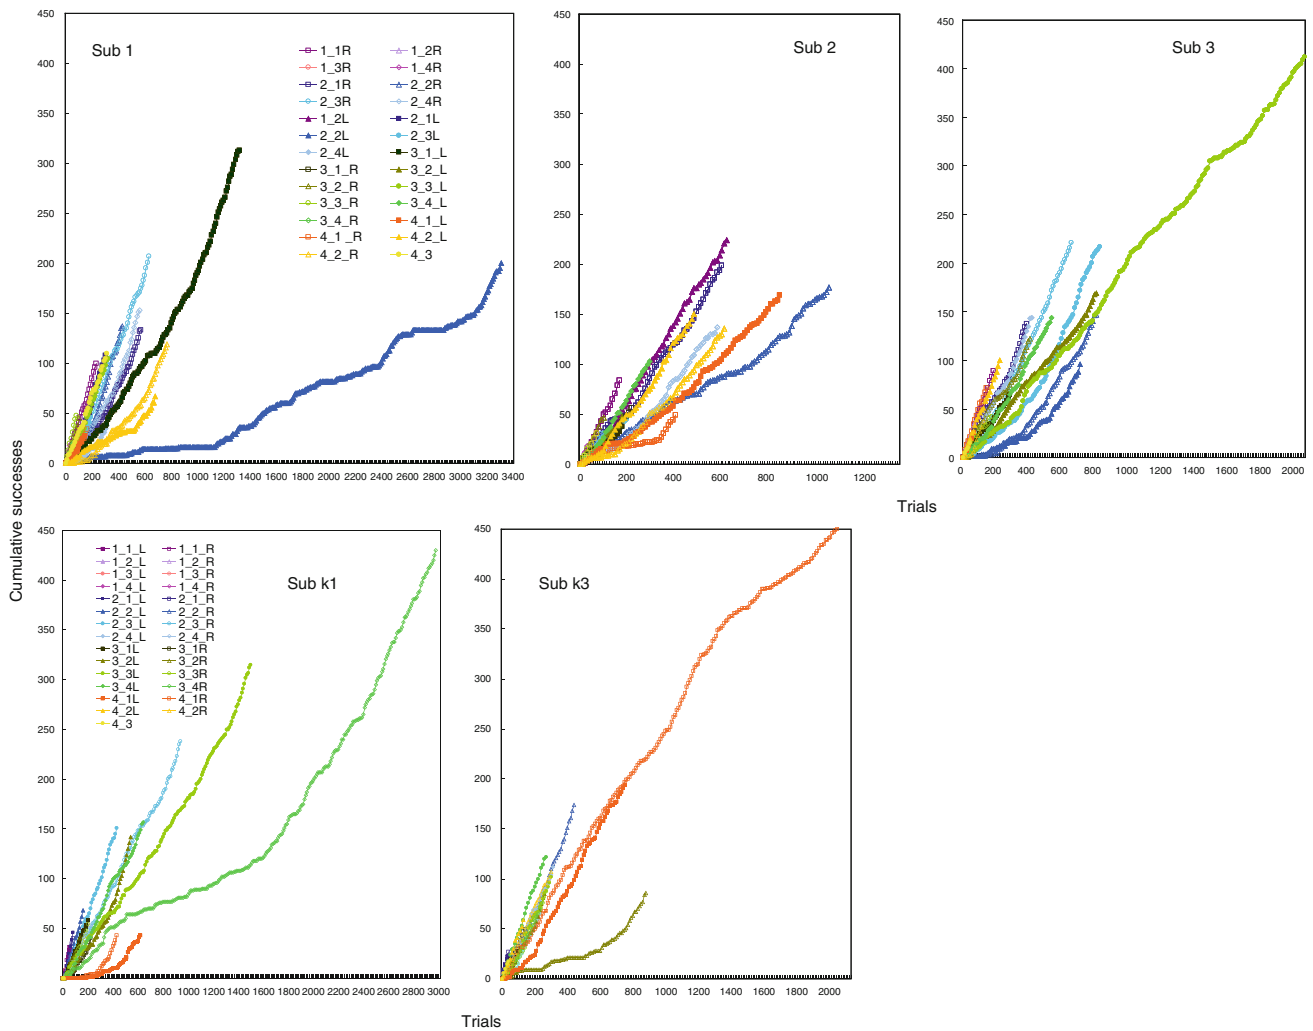 Cumulative successes
Sub 1
450
400
350
300
250
200
150
100
50
0
0 200 400 600 800 1000 1200 1400 1600 1800 2000 2200 2400 2600 2800 3000 3200 3400
1_1R 1_2R
1_3R 1_4R
2_1R 2_2R
2_3R 2_4R
1_2L 2_1L
2_2L 2_3L
2_4L 3_1_L
3_1_R 3_2_L
3_2_R 3_3_L
3_3_R 3_4_L
3_4_R 4_1_L
4_1 _R 4_2_L
4_2_R 4_3
Sub 2
450
400
350
300
250
200
150
100
50
0
0 200 400 600 800 1000 1200
Sub 3
450
400
350
300
250
200
150
100
50
0
0 200 400 600 800 1000 1200 1400 1600 1800 2000
Trials
Sub k1
450
400
350
300
250
200
150
100
50
0 200 400 600 800 1000 1200 1400 1600 1800 2000 2200 2400 2600 2800 3000
1_1_L 1_1_R
1_2_L 1_2_R
1_3_L 1_3_R
1_4_L 1_4_R
2_1_L 2_1_R
2_2_L 2_2_R
2_3_L 2_3_R
2_4_L 2_4_R
3_1L 3_1R
3_2L 3_2R
3_3L 3_3R
3_4L 3_4R
4_1L 4_1R
4_2L 4_2R
4_3
Sub k3
450
400
350
300
250
200
150
100
50
0
0 200 400 600 800 1000 1200 1400 1600 1800 2000
Trials